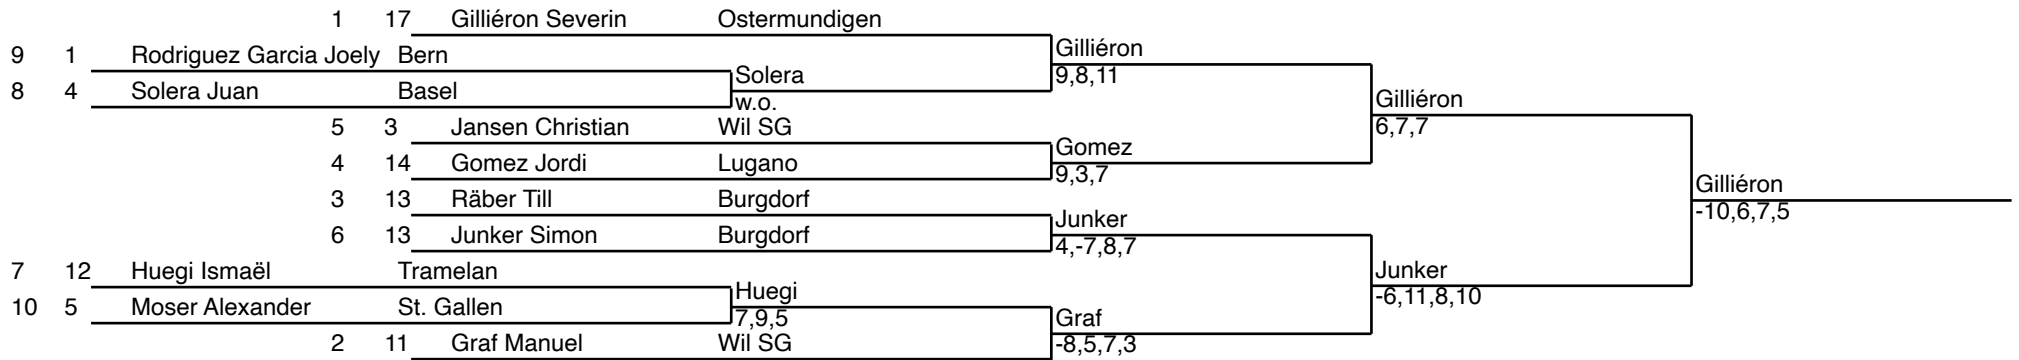 1 17 Gilliéron Severin Ostermundigen
Gilliéron
9 1 Rodriguez Garcia Joely Bern
Solera
9,8,11
8 4 Solera Juan Basel
w.o.
Gilliéron
5 3 Jansen Christian Wil SG
6,7,7
Gomez
4 14 Gomez Jordi Lugano
9,3,7
Gilliéron
3 13 Räber Till Burgdorf
-10,6,7,5
Junker
6 13 Junker Simon Burgdorf
4,-7,8,7
7 12 Huegi Ismaël Tramelan
Junker
Huegi
-6,11,8,10
10 5 Moser Alexander St. Gallen
7,9,5
Graf
2 11 Graf Manuel Wil SG
-8,5,7,3